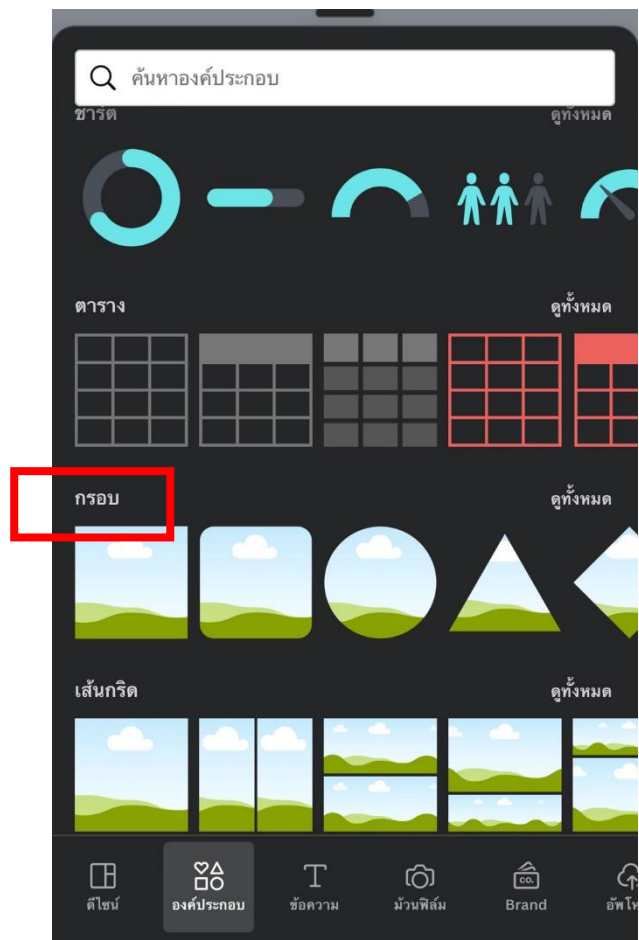 ค้นหาองค์ประกอบ
ชาร์ต ดูทั้งหมด
ตาราง ดูทั้งหมด
กรอบ ดูทั้งหมด
เส้นกริด ดูทั้งหมด
CO.
ดีไซน์ องค์ประกอบ ข้อความ ม้วนฟิล์ม Brand